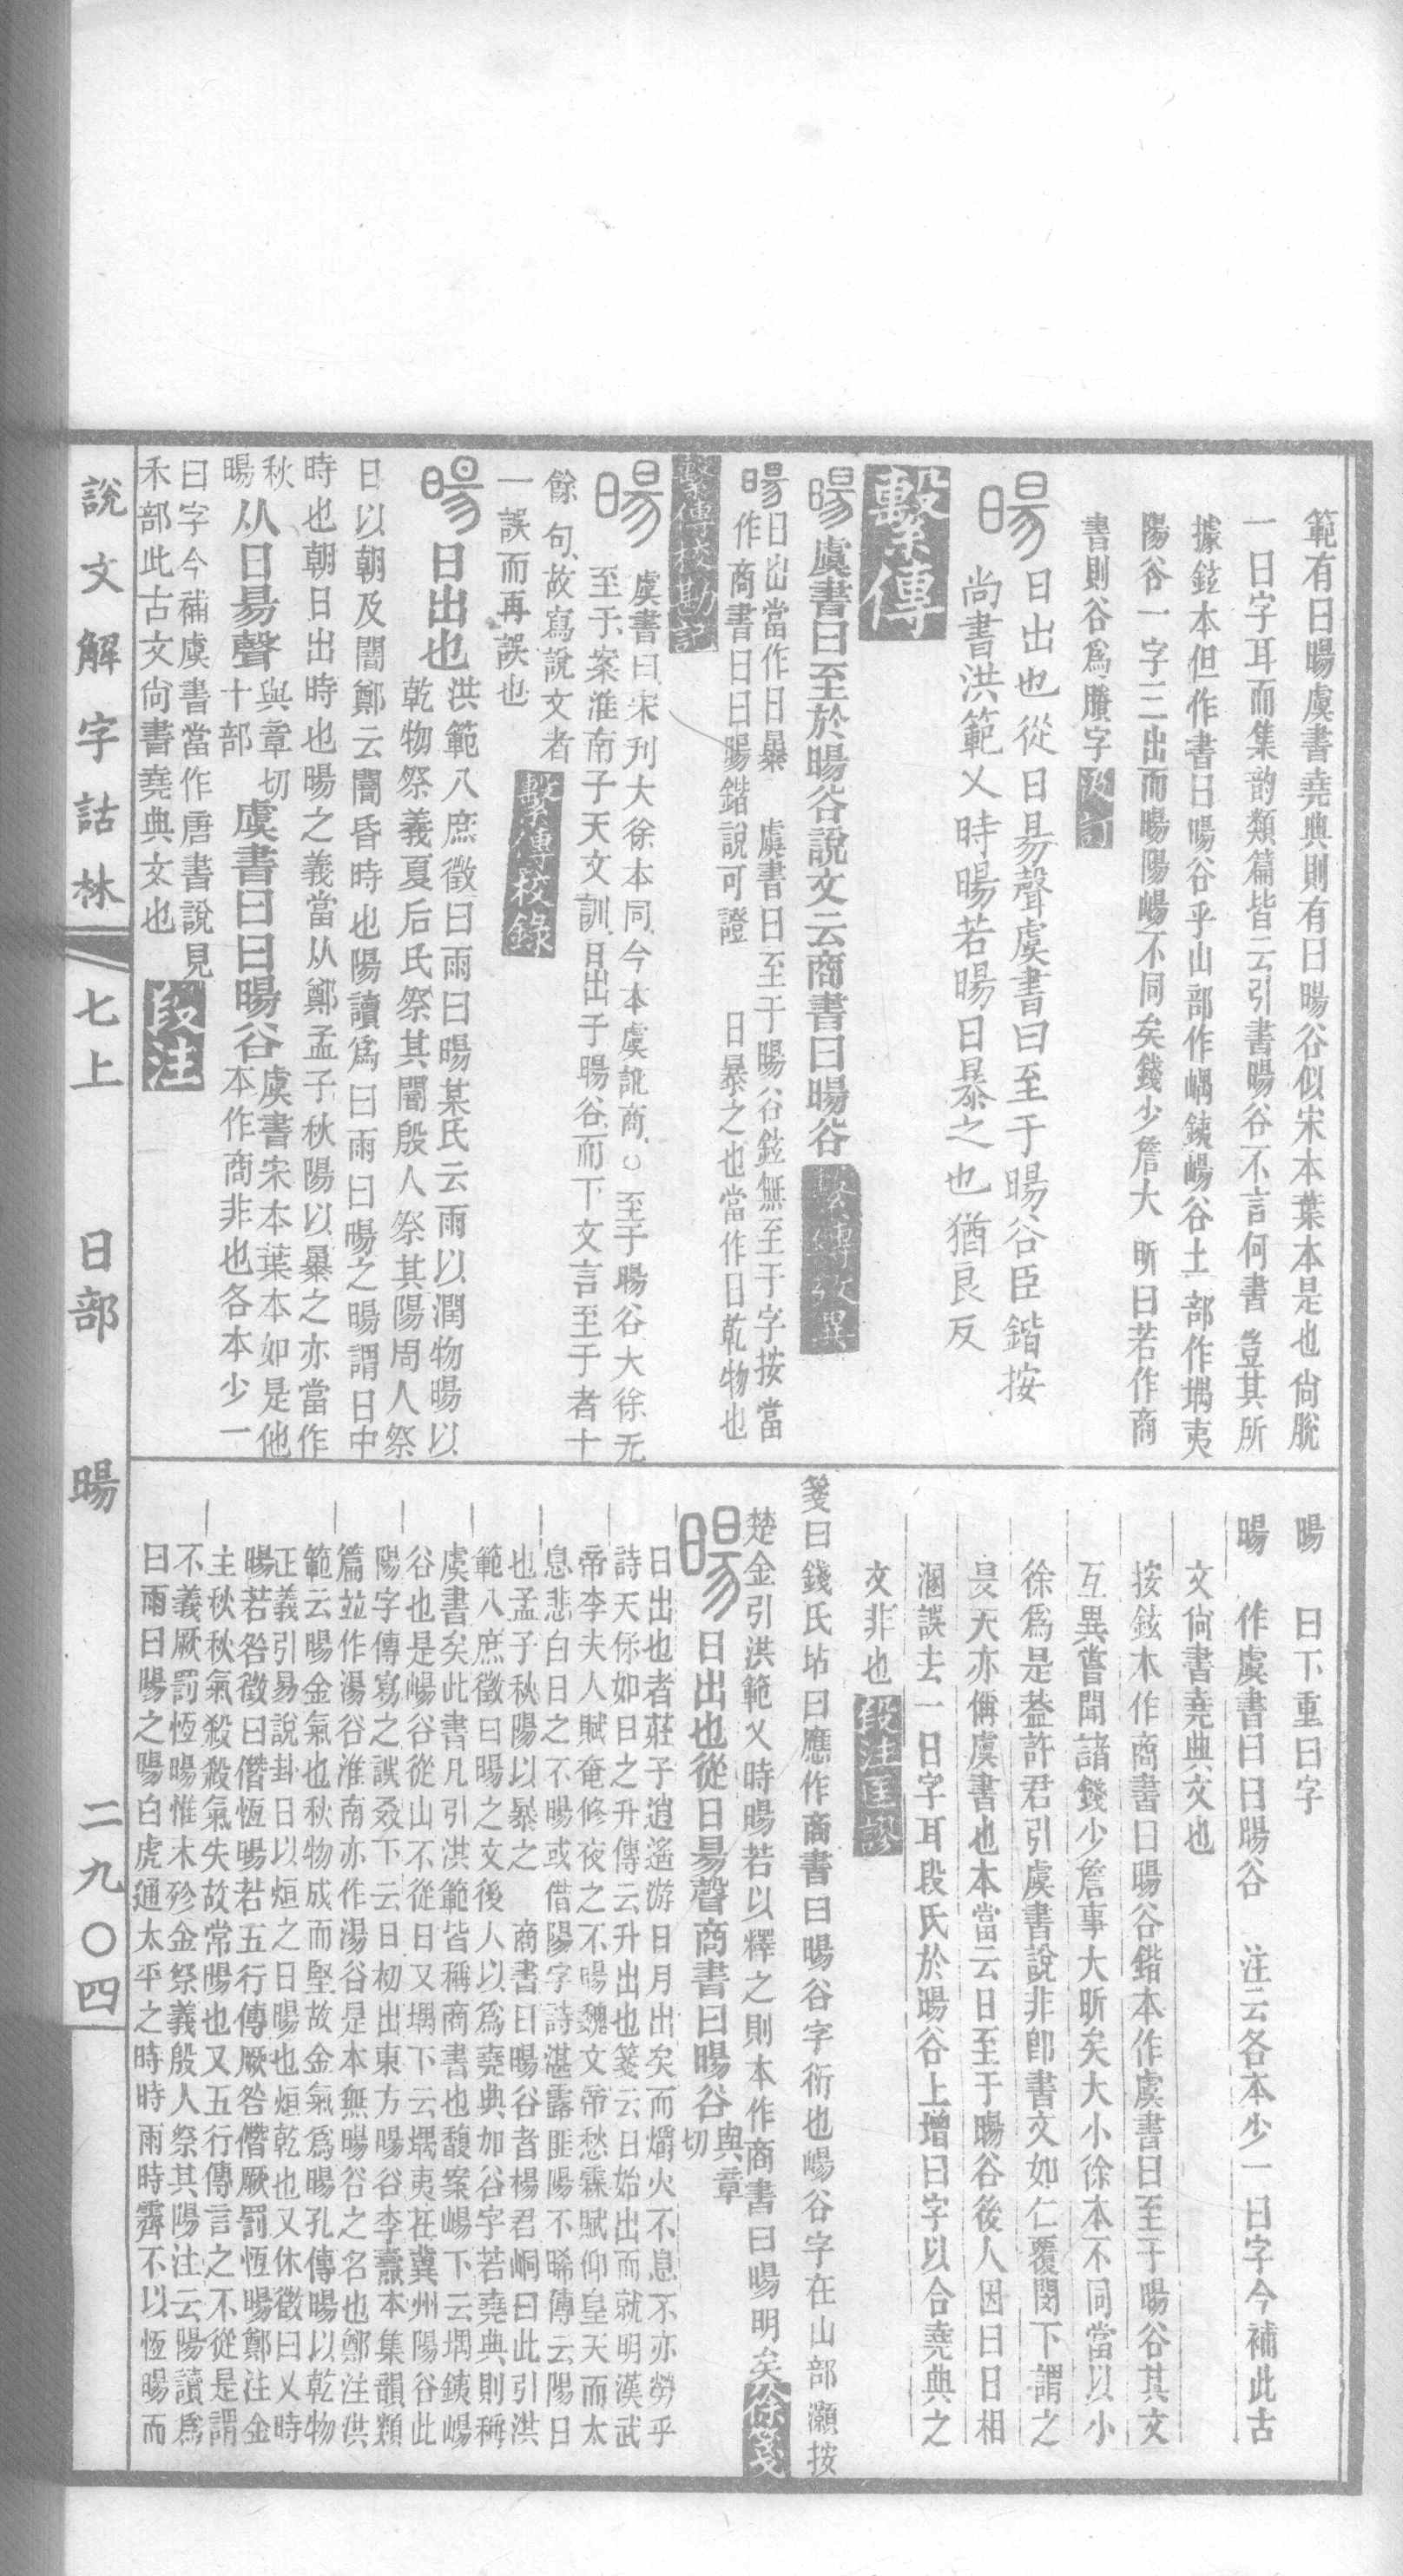 範有曰暘虞書堯典則有曰暘谷似宋本葉本是也尙脫
一曰字耳而集韵類篇皆云引書暘谷不言何書豈其所
據鉉本但作書曰暘谷乎山部作嵎銕崵谷土部作堣夷
陽谷一字三出而暘陽崵不同矣錢少詹大昕曰若作商
書則谷爲賸字 段訂
暘 日出也從日昜聲虞書曰至于暘谷臣鍇按
尚書洪範乂時暘若暘日暴之也猶良反
繫傳
暘虞書曰至於暘谷說文云商書曰暘谷 繫傳攷異
暘 日出當作日暴 虞書曰至于暘谷鉉無至于字按當
作商書曰曰暘鍇說可證 日暴之也當作日乾物也
繫傳校勘記
暘 虞書曰宋刊大徐本同今本虞訛商○至于暘谷大徐无
至于案淮南子天文訓日出于暘谷而下文言至于者十
餘句故寫說文者
一誤而再誤也 繫傳校錄
暘 日出也 洪範八庶徵曰雨曰暘某氏云雨以潤物暘以
乾物祭義夏后氏祭其闇殷人祭其陽周人祭
日以朝及闇鄭云闇昏時也陽讀爲曰雨曰暘之暘謂日中
時也朝日出時也暘之義當从鄭孟子秋陽以暴之亦當作
秋暘 从日昜聲 與章切十部 虞書曰曰暘谷 虞書宋本葉本如是他
本作商非也各本少一
曰字今補虞書當作唐書說見
禾部此古文尙書堯典文也 段注
說文解字詁林 七上 日部 暘 二九〇四
暘 曰下重曰字
暘 作虞書曰曰暘谷 注云各本少一曰字今補此古
文尙書堯典文也
按鉉本作商書曰暘谷鍇本作虞書曰至于暘谷其文
互異嘗聞諸錢少詹事大昕矣大小徐本不同當以小
徐爲是葢許君引虞書說非卽書文如仁覆閔下謂之
旻天亦偁虞書也本當云日至于暘谷後人因曰日相
溷誤去一日字耳段氏於暘谷上增曰字以合堯典之
文非也 段注匡謬
箋曰錢氏坫曰應作商書曰暘谷字衍也崵谷字在山部灝按
楚金引洪範乂時暘若以釋之則本作商書曰暘明矣 徐箋
暘 日出也從日昜聲商書曰暘谷 與章切
日出也者莊子逍遙游日月出矣而爝火不息不亦勞乎
詩天保如日之升傳云升出也箋云日始出而就明漢武
帝李夫人賦奄修夜之不暘魏文帝愁霖賦仰皇天而太
息悲白日之不暘或借陽字詩湛露匪陽不晞傳云陽日
也孟子秋陽以暴之 商書曰暘谷者楊君峒曰此引洪
範八庶徵曰暘之文後人以爲堯典加谷字若堯典則稱
虞書矣此書凡引洪範皆稱商書也馥案崵下云堣銕崵
谷也是崵谷從山不從日又堣下云堣夷在冀州陽谷此
陽字傳寫之誤叒下云日初出東方暘谷李燾本集韻類
篇並作湯谷淮南亦作湯谷是本無暘谷之名也鄭注洪
範云暘金氣也秋物成而堅故金氣爲暘孔傳暘以乾物
正義引易說卦日以烜之日暘也烜乾也又休徵曰乂時
暘若咎徵曰僭恆暘若五行傳厥咎僭厥罰恆暘鄭注金
主秋秋氣殺殺氣失故常暘也又五行傳言之不從是謂
不義厥罰恆暘惟木沴金祭義殷人祭其陽注云陽讀爲
曰雨曰暘之暘白虎通太平之時時雨時霽不以恆暘而